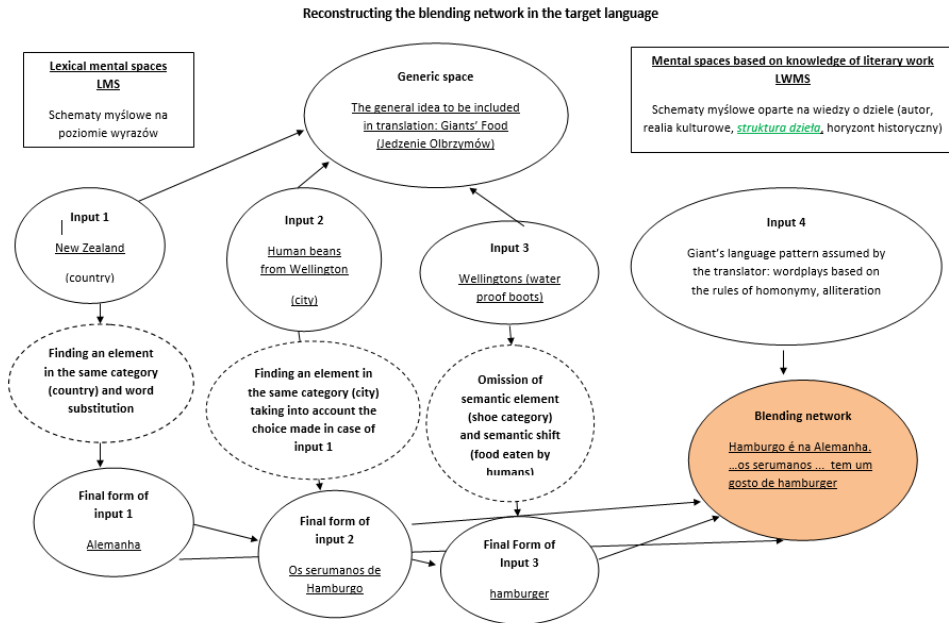 Reconstructing the blending network in the target language
Lexical mental spaces
LMS
Schematy myślowe na
poziomie wyrazów
Generic space
The general idea to be included
in translation: Giants' Food
(Jedzenie Olbrzymów)
Mental spaces based on knowledge of literary work
LWMS
Schematy myślowe oparte na wiedzy o dziele (autor,
realia kulturowe, struktura dzieła, horyzont historyczny)
Input 1
New Zealand
(country)
Input 2
Human beans
from Wellington
(city)
Input 3
Wellingtons (water
proof boots)
Input 4
Giant's language pattern assumed by
the translator: wordplays based on
the rules of homonymy, alliteration
Finding an element
in the same category
(country) and word
substitution
Finding an element in
the same category (city)
taking into account the
choice made in case of
input 1
Omission of
semantic element
(shoe category)
and semantic shift
(food eaten by
humans)
Blending network
Hamburgo é na Alemanha.
...os serumanos ... tem um
gosto de hamburger
Final form of
input 1
Alemanha
Final form of
input 2
Os serumanos de
Hamburgo
Final Form of
Input 3
hamburger